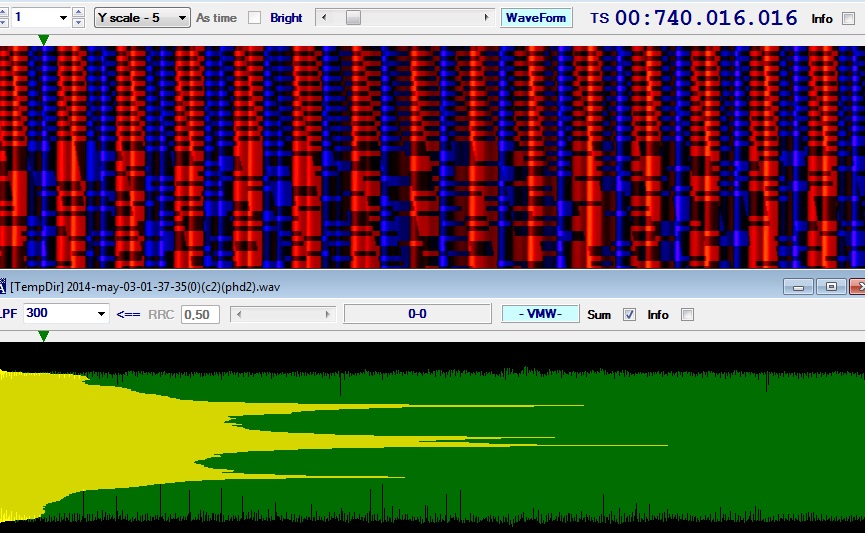 1 Y scale - 5 As time Bright WaveForm TS 00:740.016.016 Info
[TempDir] 2014-may-03-01-37-35(0)(c2)(phd2).wav
300 <== RRC 0,50 0-0 - VMW- Sum Info